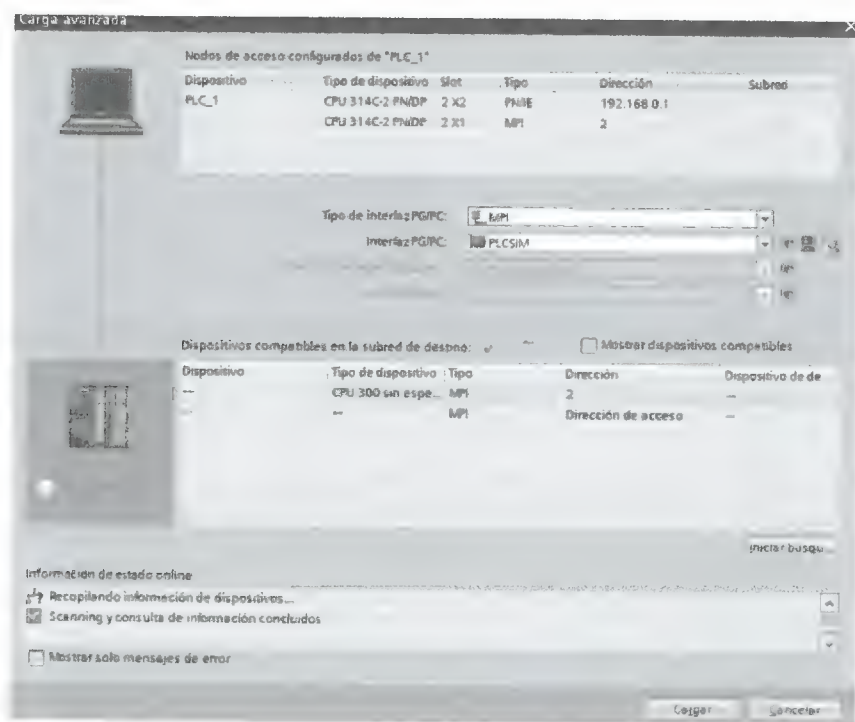 Carga avanzada
Nodos de acceso configurados de "PLC_1"
Dispositivo Tipo de dispositivo Slot Tipo Dirección Subred
PLC_1 CPU 314C-2 PN/DP 2 X2 PN/IE 192.168.0.1
CPU 314C-2 PN/DP 2 X1 MPI 2
Tipo de interfaz PG/PC: MPI
Interfaz PG/PC: PLCSIM
Dispositivos compatibles en la subred de destino: Mostrar dispositivos compatibles
Dispositivo Tipo de dispositivo Tipo Dirección Dispositivo de de
-- CPU 300 sin espe... MPI 2 --
-- -- MPI Dirección de acceso --
Iniciar búsqu...
Información de estado online
Recopilando información de dispositivos...
Scanning y consulta de información concluidos
Mostrar solo mensajes de error
Cargar Cancelar